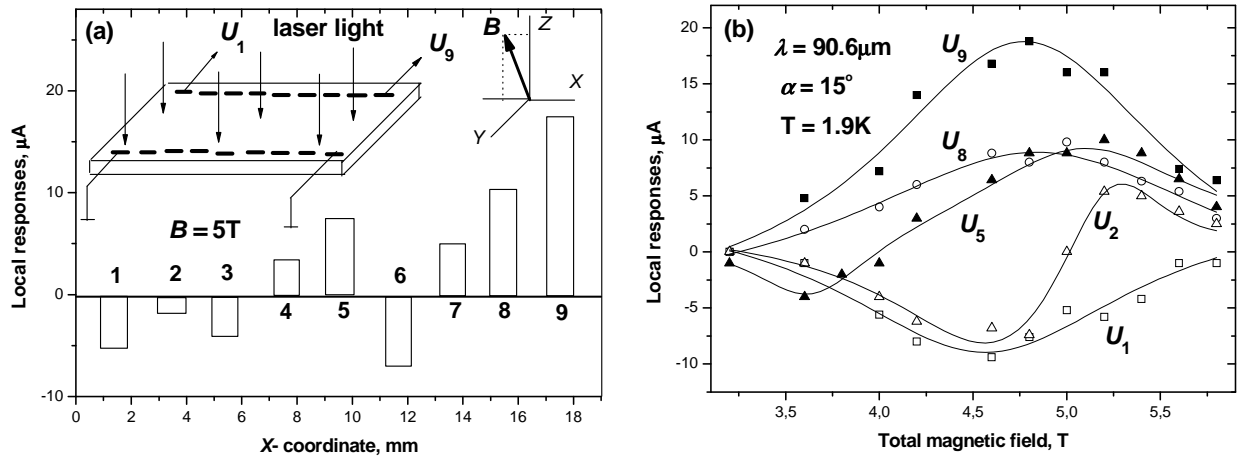 (a)
laser light
U1
U9
B
Z
X
Y
B = 5T
1 2 3 4 5 6 7 8 9
Local responses, μA
20
10
0
-10
0 2 4 6 8 10 12 14 16 18
X- coordinate, mm
(b)
λ = 90.6μm
α = 15°
T = 1.9K
U9
U8
U5
U2
U1
Local responses, μA
20
15
10
5
0
-5
-10
3,5 4,0 4,5 5,0 5,5
Total magnetic field, T